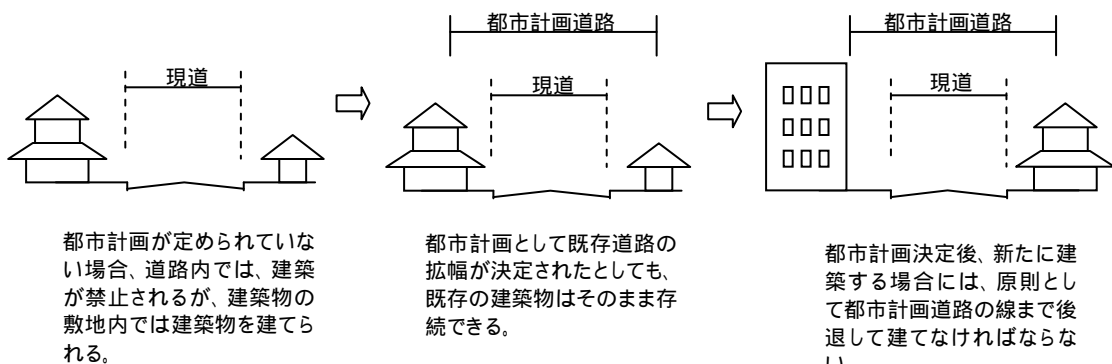 都市計画道路
都市計画道路
現道
現道
現道
都市計画が定められていな
い場合、道路内では、建築
が禁止されるが、建築物の
敷地内では建築物を建てら
れる。
都市計画として既存道路の
拡幅が決定されたとしても、
既存の建築物はそのまま存
続できる。
都市計画決定後、新たに建
築する場合には、原則とし
て都市計画道路の線まで後
退して建てなければならな
い